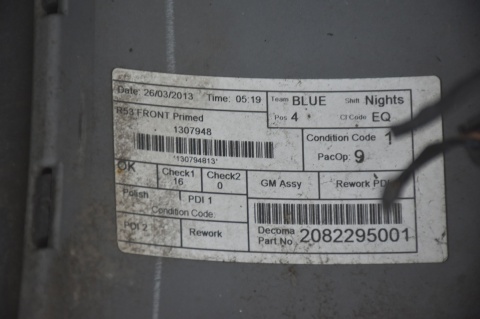 Date: 26/03/2013 Time: 05:19 Team BLUE Shift Nights
Pos 4 Cl Code EQ
R53 FRONT Primed
1307948
*130794813*
Condition Code 1
PacOp: 9
OK Check1 16 Check2 0 GM Assy Rework PDI
Polish PDI 1
Condition Code
PDI 2 Rework
Decoma Part.No 2082295001